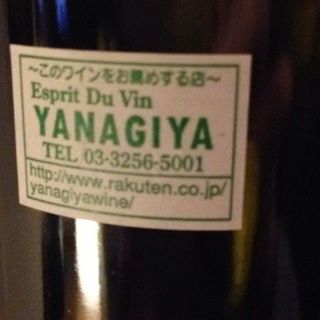 〜このワインをお薦めする店〜
Esprit Du Vin
YANAGIYA
TEL 03-3256-5001
http://www.rakuten.co.jp/
yanagiyawine/